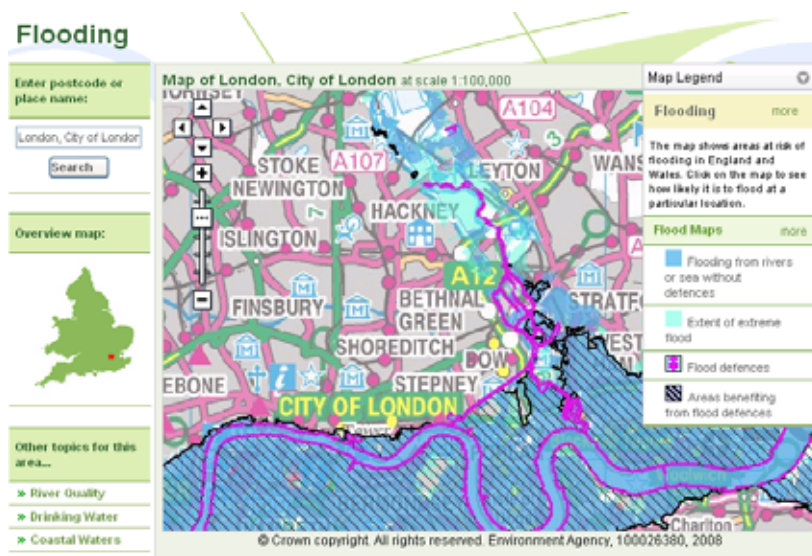 Flooding
Enter postcode or
place name:
London, City of London
Search
Overview map:
Other topics for this
area...
» River Quality
» Drinking Water
» Coastal Waters
Map of London, City of London at scale 1:100,000
A104
A107
STOKE
NEWINGTON
LEYTON
WANS
HACKNEY
ISLINGTON
A12
FINSBURY
BETHNAL
GREEN
STRATF
SHOREDITCH
BOW
EBONE
STEPNEY
CITY OF LONDON
Tower
Woolwich
Charlton
Map Legend
Flooding more
The map shows areas at risk of
flooding in England and
Wales. Click on the map to see
how likely it is to flood at a
particular location.
Flood Maps more
Flooding from rivers
or sea without
defences
Extent of extreme
flood
Flood defences
Areas benefiting
from flood defences
© Crown copyright. All rights reserved. Environment Agency, 100026380, 2008